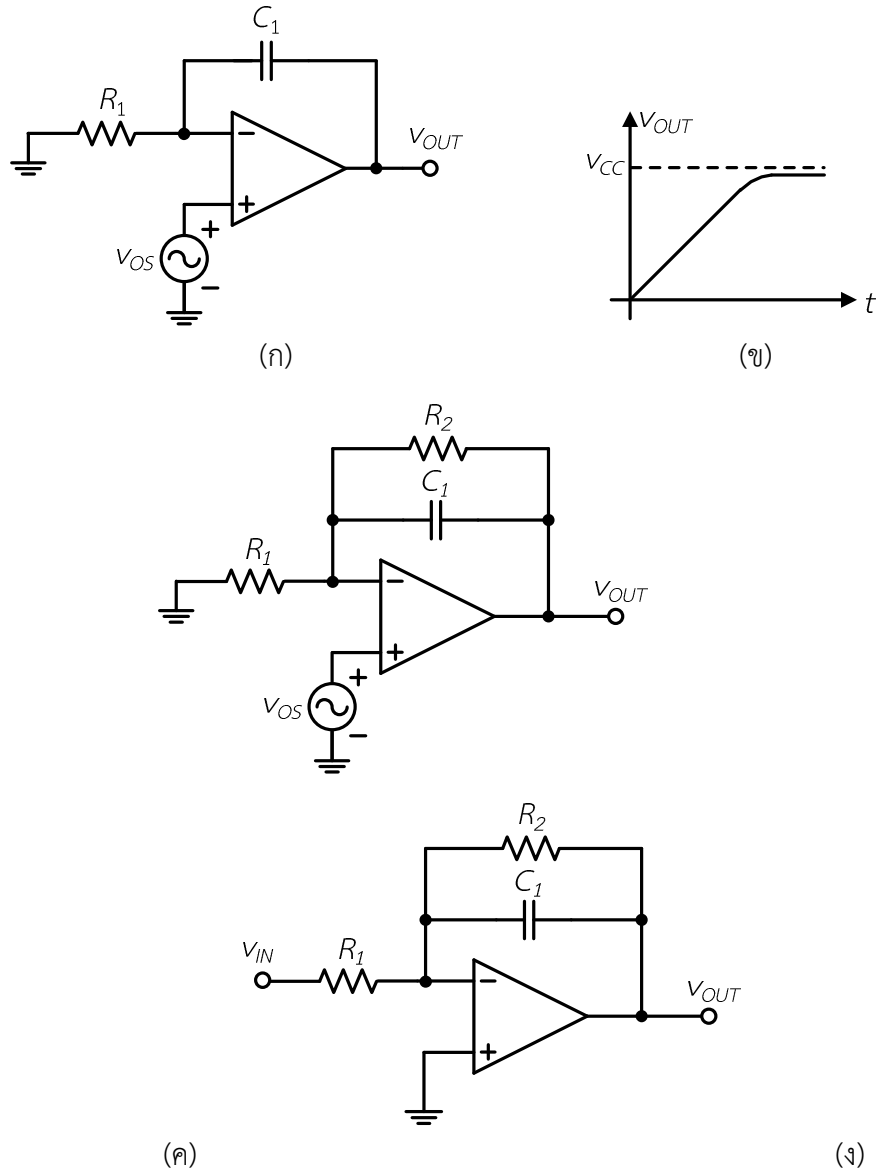 C1
R1
−
vOUT
+
+
vOS
−
(ก)
vOUT
vCC
t
(ข)
R2
C1
R1
−
vOUT
+
+
vOS
−
R2
C1
vIN
R1
−
vOUT
+
(ค)
(ง)